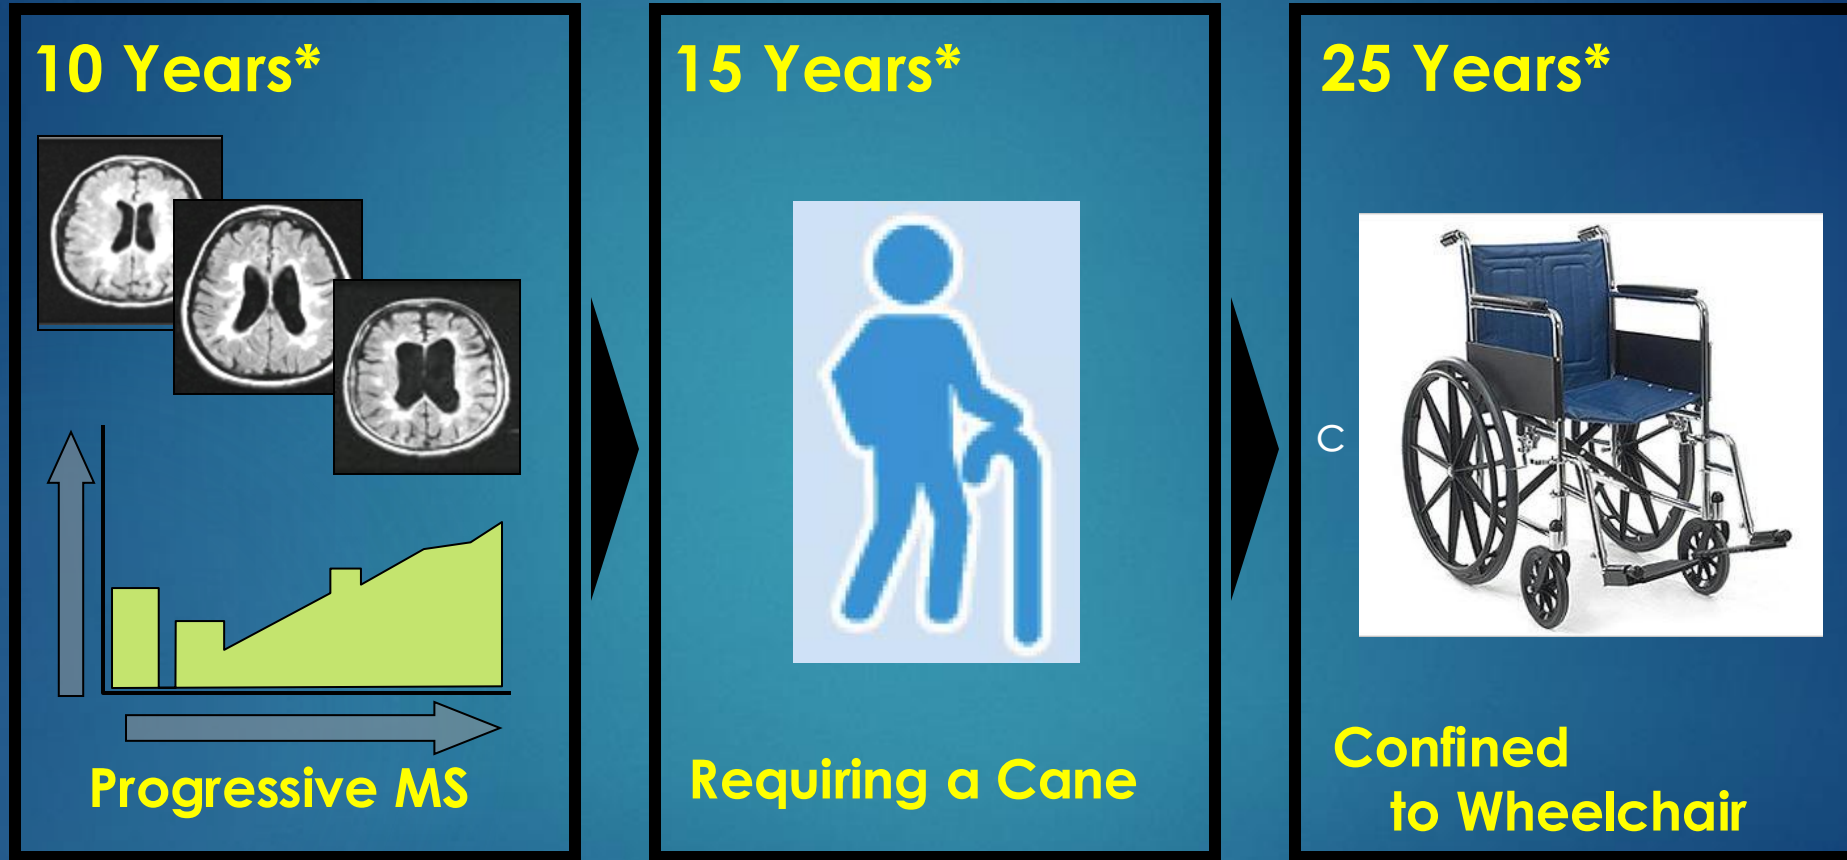 10 Years*
Progressive MS
15 Years*
Requiring a Cane
25 Years*
C
Confined
to Wheelchair